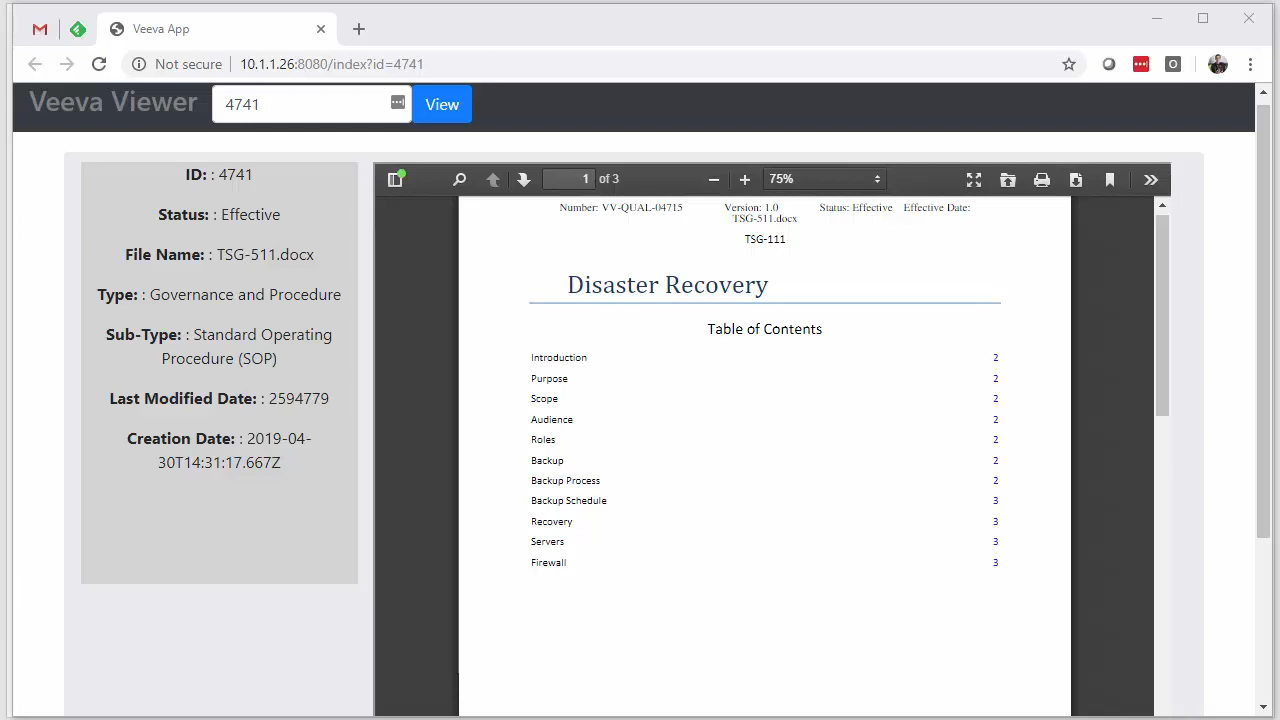 Veeva App
Not secure
10.1.1.26:8080/index?id=4741
O
Veeva Viewer
4741
View
ID: : 4741
Status: : Effective
File Name: : TSG-511.docx
Type: : Governance and Procedure
Sub-Type: : Standard Operating
Procedure (SOP)
Last Modified Date: : 2594779
Creation Date: : 2019-04-
30T14:31:17.667Z
1 of 3
75%
Number: VV-QUAL-04715 Version: 1.0 Status: Effective Effective Date:
TSG-511.docx
TSG-111
Disaster Recovery
Table of Contents
Introduction 2
Purpose 2
Scope 2
Audience 2
Roles 2
Backup 2
Backup Process 2
Backup Schedule 3
Recovery 3
Servers 3
Firewall 3